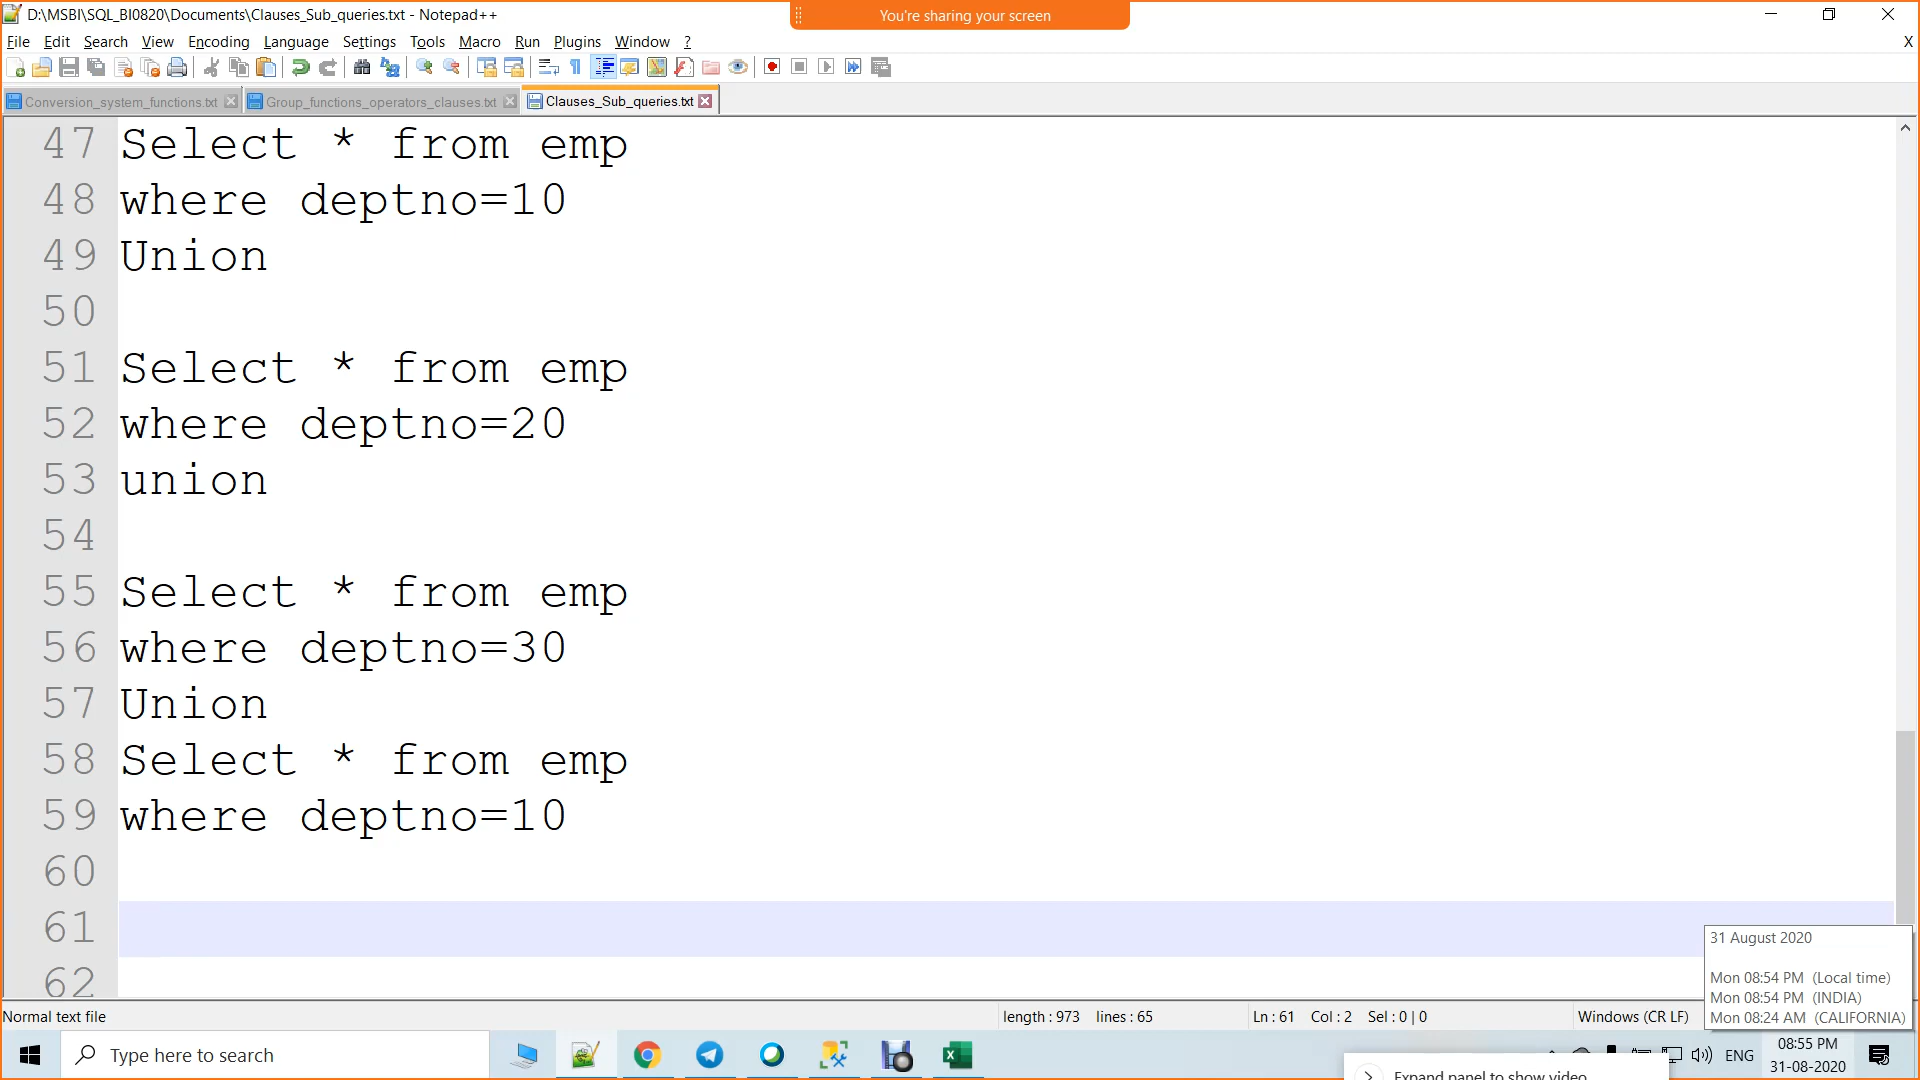 D:\MSBI\SQL_BI0820\Documents\Clauses_Sub_queries.txt - Notepad++
You're sharing your screen
File Edit Search View Encoding Language Settings Tools Macro Run Plugins Window ?
X
Conversion_system_functions.txt Group_functions_operators_clauses.txt Clauses_Sub_queries.txt
47 Select * from emp
48 where deptno=10
49 Union
50
51 Select * from emp
52 where deptno=20
53 union
54
55 Select * from emp
56 where deptno=30
57 Union
58 Select * from emp
59 where deptno=10
60
61
62
31 August 2020
Mon 08:54 PM (Local time)
Mon 08:54 PM (INDIA)
Mon 08:24 AM (CALIFORNIA)
Normal text file length : 973 lines : 65 Ln : 61 Col : 2 Sel : 0 | 0 Windows (CR LF)
Type here to search
ENG
08:55 PM
31-08-2020
Expand panel to show video